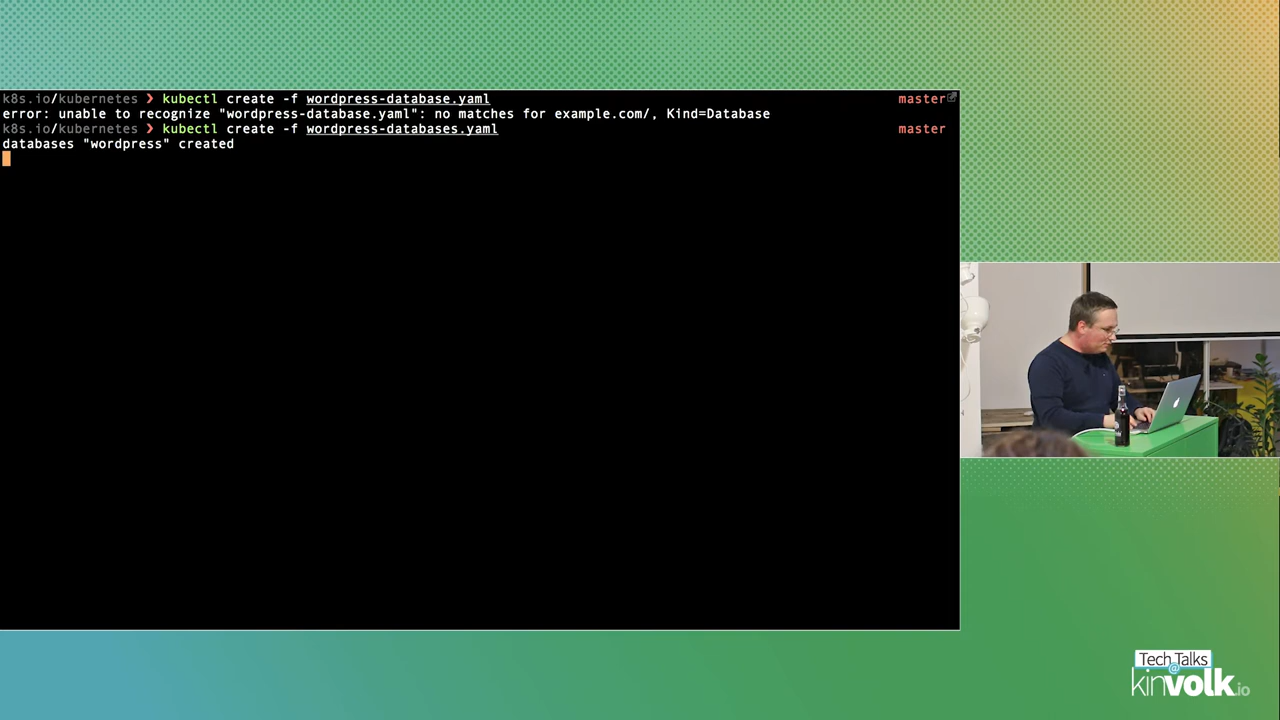 k8s.io/kubernetes ❯ kubectl create -f wordpress-database.yaml master
error: unable to recognize "wordpress-database.yaml": no matches for example.com/, Kind=Database
k8s.io/kubernetes ❯ kubectl create -f wordpress-databases.yaml master
databases "wordpress" created
Tech Talks
@
kinvolk.io